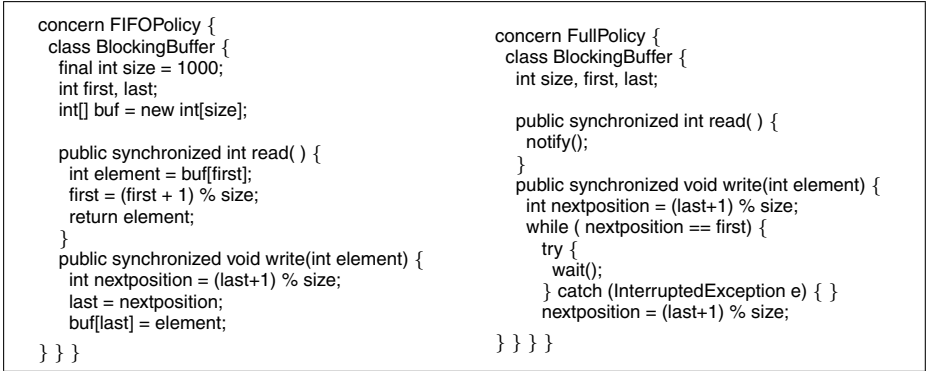 concern FIFOPolicy {
class BlockingBuffer {
final int size = 1000;
int first, last;
int[] buf = new int[size];
public synchronized int read( ) {
int element = buf[first];
first = (first + 1) % size;
return element;
}
public synchronized void write(int element) {
int nextposition = (last+1) % size;
last = nextposition;
buf[last] = element;
} } }
concern FullPolicy {
class BlockingBuffer {
int size, first, last;
public synchronized int read( ) {
notify();
}
public synchronized void write(int element) {
int nextposition = (last+1) % size;
while ( nextposition == first) {
try {
wait();
} catch (InterruptedException e) { }
nextposition = (last+1) % size;
} } } }